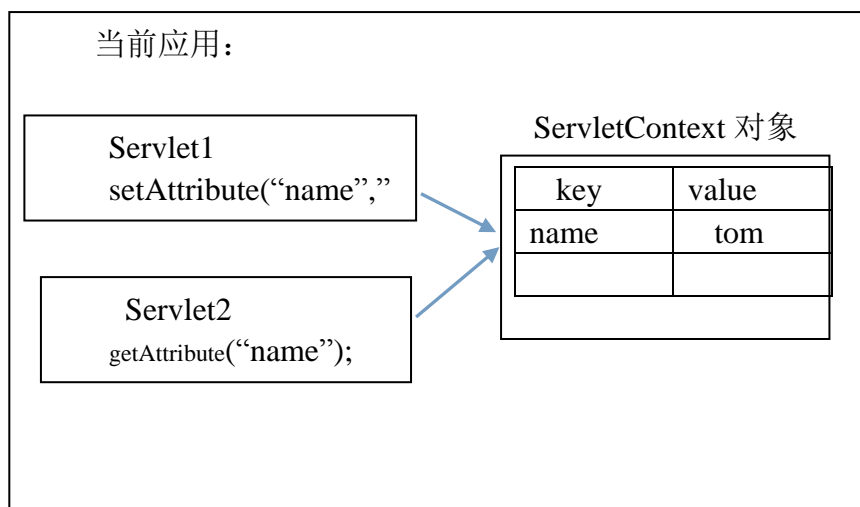 当前应用：
Servlet1
setAttribute(“name”,”
Servlet2
getAttribute(“name”);
ServletContext 对象
key value
name tom